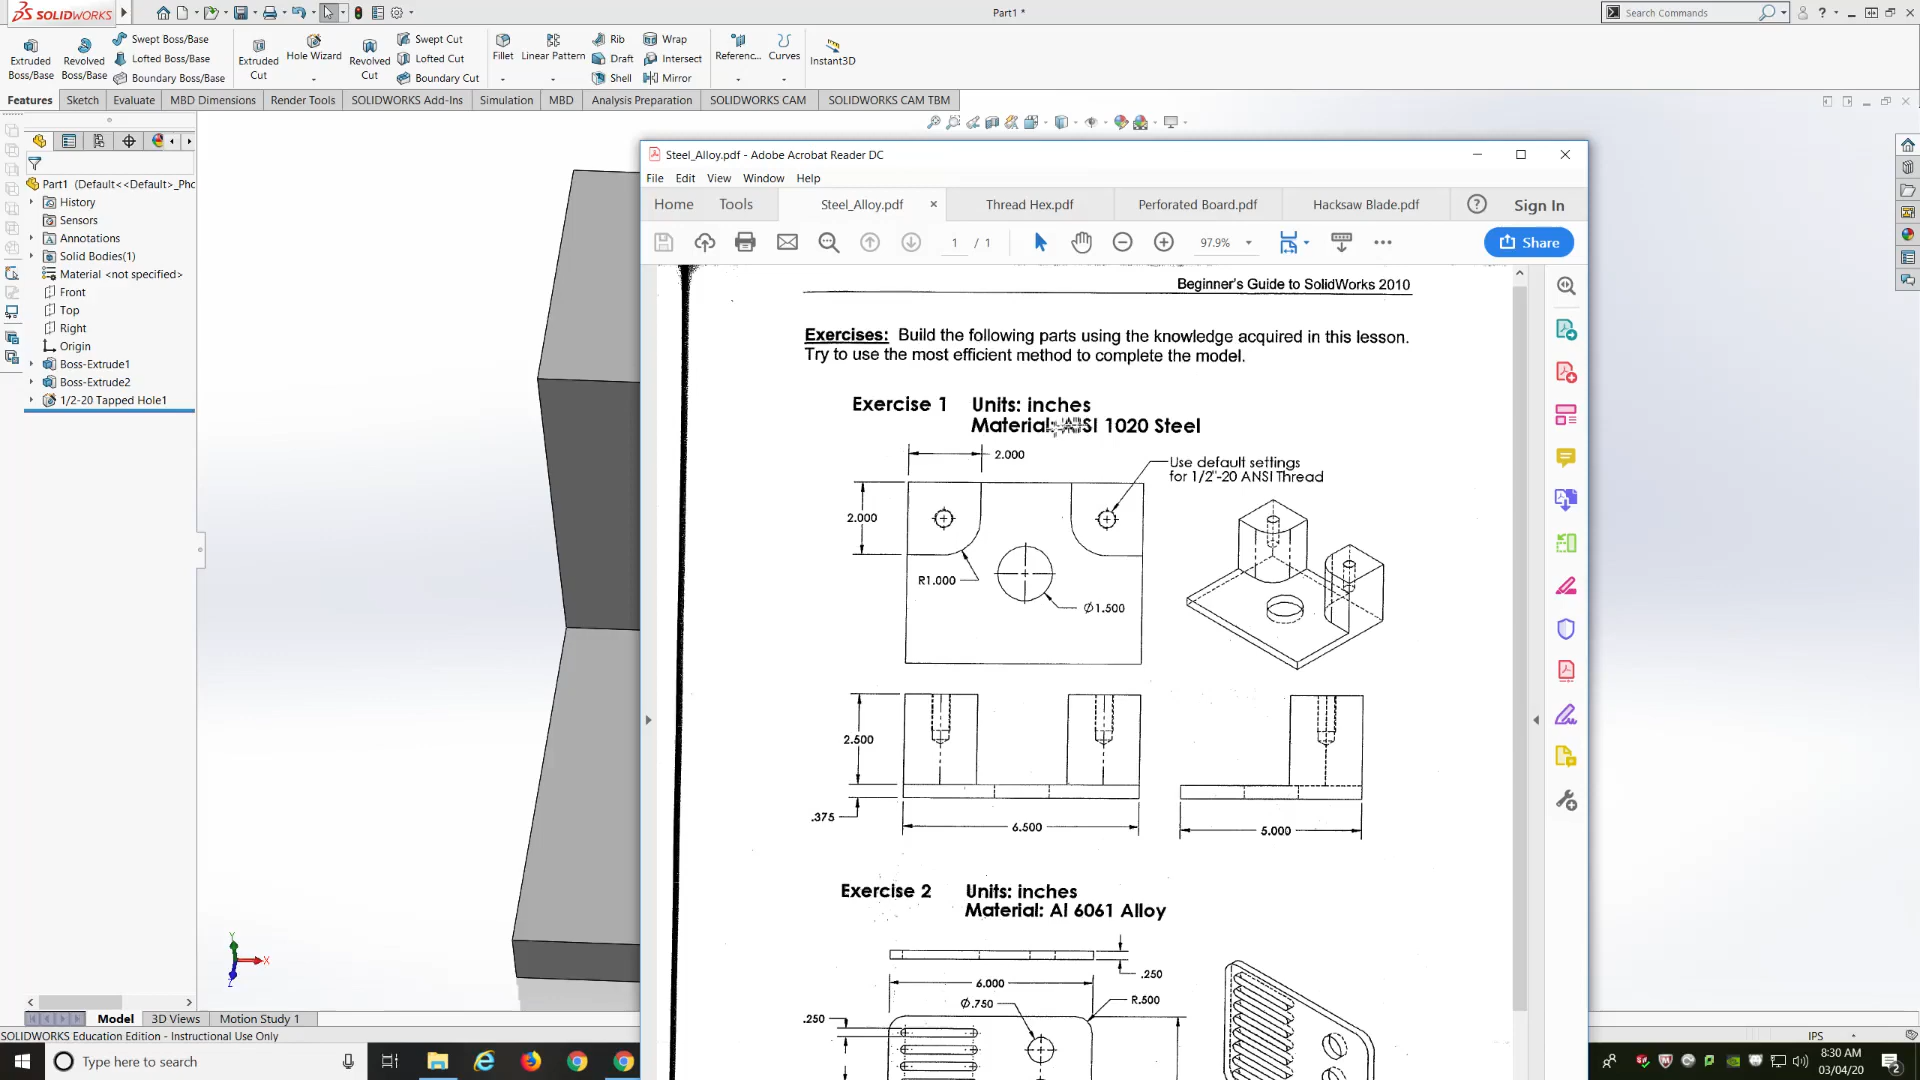 SOLIDWORKS
Part1 *
Search Commands
Extruded Boss/Base
Revolved Boss/Base
Swept Boss/Base
Lofted Boss/Base
Boundary Boss/Base
Extruded Cut
Hole Wizard
Revolved Cut
Swept Cut
Lofted Cut
Boundary Cut
Fillet
Linear Pattern
Rib
Draft
Shell
Wrap
Intersect
Mirror
Referenc...
Curves
Instant3D
Features Sketch Evaluate MBD Dimensions Render Tools SOLIDWORKS Add-Ins Simulation MBD Analysis Preparation SOLIDWORKS CAM SOLIDWORKS CAM TBM
Part1 (Default<<Default>_Phc
History
Sensors
Annotations
Solid Bodies(1)
Material <not specified>
Front
Top
Right
Origin
Boss-Extrude1
Boss-Extrude2
1/2-20 Tapped Hole1
Steel_Alloy.pdf - Adobe Acrobat Reader DC
File Edit View Window Help
Home Tools Steel_Alloy.pdf Thread Hex.pdf Perforated Board.pdf Hacksaw Blade.pdf Sign In
1 / 1 97.9% Share
Beginner's Guide to SolidWorks 2010
Exercises: Build the following parts using the knowledge acquired in this lesson.
Try to use the most efficient method to complete the model.
Exercise 1 Units: inches
Material: ANSI 1020 Steel
2.000
Use default settings
for 1/2"-20 ANSI Thread
2.000
R1.000
Ø1.500
2.500
.375
6.500
5.000
Exercise 2 Units: inches
Material: Al 6061 Alloy
.250
6.000
Ø.750
R.500
.250
Y
X
Z
Model 3D Views Motion Study 1
SOLIDWORKS Education Edition - Instructional Use Only
IPS
Type here to search
8:30 AM
03/04/20
2